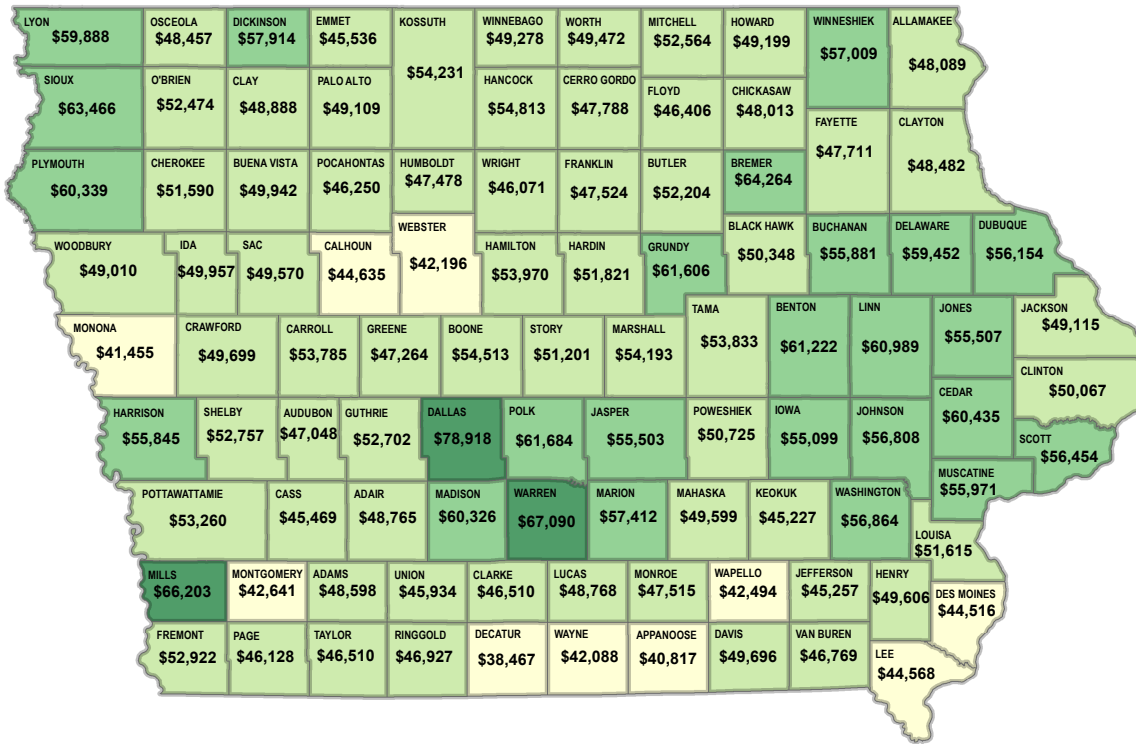 LYON
$59,888
OSCEOLA
$48,457
DICKINSON
$57,914
EMMET
$45,536
KOSSUTH
$54,231
WINNEBAGO
$49,278
WORTH
$49,472
MITCHELL
$52,564
HOWARD
$49,199
WINNESHIEK
$57,009
ALLAMAKEE
$48,089
SIOUX
$63,466
O'BRIEN
$52,474
CLAY
$48,888
PALO ALTO
$49,109
HANCOCK
$54,813
CERRO GORDO
$47,788
FLOYD
$46,406
CHICKASAW
$48,013
FAYETTE
$47,711
CLAYTON
$48,482
PLYMOUTH
$60,339
CHEROKEE
$51,590
BUENA VISTA
$49,942
POCAHONTAS
$46,250
HUMBOLDT
$47,478
WRIGHT
$46,071
FRANKLIN
$47,524
BUTLER
$52,204
BREMER
$64,264
WOODBURY
$49,010
IDA
$49,957
SAC
$49,570
CALHOUN
$44,635
WEBSTER
$42,196
HAMILTON
$53,970
HARDIN
$51,821
GRUNDY
$61,606
BLACK HAWK
$50,348
BUCHANAN
$55,881
DELAWARE
$59,452
DUBUQUE
$56,154
MONONA
$41,455
CRAWFORD
$49,699
CARROLL
$53,785
GREENE
$47,264
BOONE
$54,513
STORY
$51,201
MARSHALL
$54,193
TAMA
$53,833
BENTON
$61,222
LINN
$60,989
JONES
$55,507
JACKSON
$49,115
CLINTON
$50,067
HARRISON
$55,845
SHELBY
$52,757
AUDUBON
$47,048
GUTHRIE
$52,702
DALLAS
$78,918
POLK
$61,684
JASPER
$55,503
POWESHIEK
$50,725
IOWA
$55,099
JOHNSON
$56,808
CEDAR
$60,435
SCOTT
$56,454
MUSCATINE
$55,971
POTTAWATTAMIE
$53,260
CASS
$45,469
ADAIR
$48,765
MADISON
$60,326
WARREN
$67,090
MARION
$57,412
MAHASKA
$49,599
KEOKUK
$45,227
WASHINGTON
$56,864
LOUISA
$51,615
MILLS
$66,203
MONTGOMERY
$42,641
ADAMS
$48,598
UNION
$45,934
CLARKE
$46,510
LUCAS
$48,768
MONROE
$47,515
WAPELLO
$42,494
JEFFERSON
$45,257
HENRY
$49,606
DES MOINES
$44,516
FREMONT
$52,922
PAGE
$46,128
TAYLOR
$46,510
RINGGOLD
$46,927
DECATUR
$38,467
WAYNE
$42,088
APPANOOSE
$40,817
DAVIS
$49,696
VAN BUREN
$46,769
LEE
$44,568